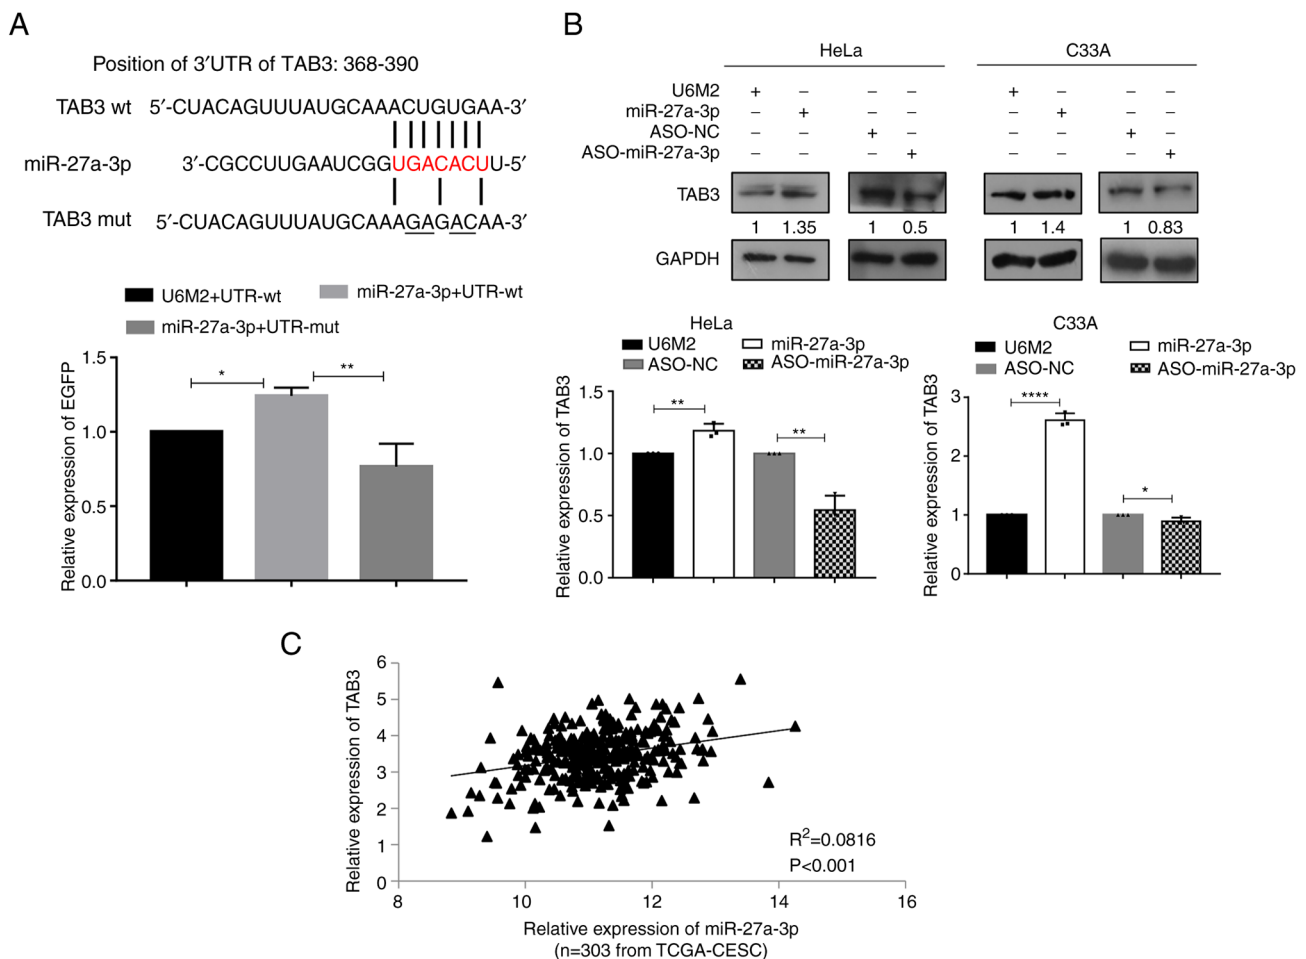 A
Position of 3′UTR of TAB3: 368-390
TAB3 wt 5′-CUACAGUUUAUGCAAACUGUGAA-3′
miR-27a-3p 3′-CGCCUUGAAUCGGUGACACUU-5′
TAB3 mut 5′-CUACAGUUUAUGCAAAGAGACAA-3′
U6M2+UTR-wt miR-27a-3p+UTR-wt
miR-27a-3p+UTR-mut
Relative expression of EGFP
1.5
1.0
0.5
0.0
* **
B
HeLa C33A
U6M2 + – – – + – – –
miR-27a-3p – + – – – + – –
ASO-NC – – + – – – + –
ASO-miR-27a-3p – – – + – – – +
TAB3
1 1.35 1 0.5 1 1.4 1 0.83
GAPDH
HeLa
U6M2 miR-27a-3p
ASO-NC ASO-miR-27a-3p
Relative expression of TAB3
1.5
1.0
0.5
0.0
** **
C33A
U6M2 miR-27a-3p
ASO-NC ASO-miR-27a-3p
Relative expression of TAB3
3
2
1
0
**** *
C
Relative expression of TAB3
6
5
4
3
2
1
0
R²=0.0816
P<0.001
8 10 12 14 16
Relative expression of miR-27a-3p
(n=303 from TCGA-CESC)